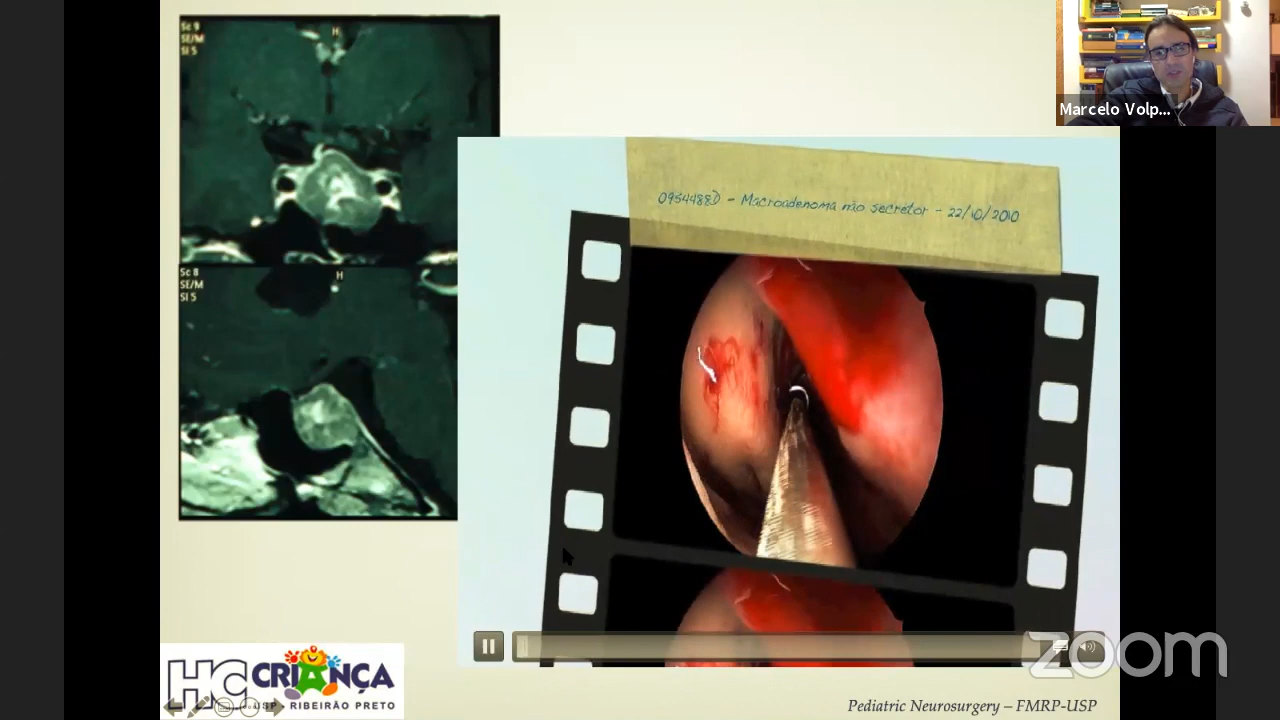 Sc 9
SE/M
SI 5
H
Marcelo Volp...
Macroadenoma não secretor - 22/10/2010
Sc 8
SE/M
SI 5
H
HC CRIANÇA
USP RIBEIRÃO PRETO
zoom
Pediatric Neurosurgery – FMRP-USP